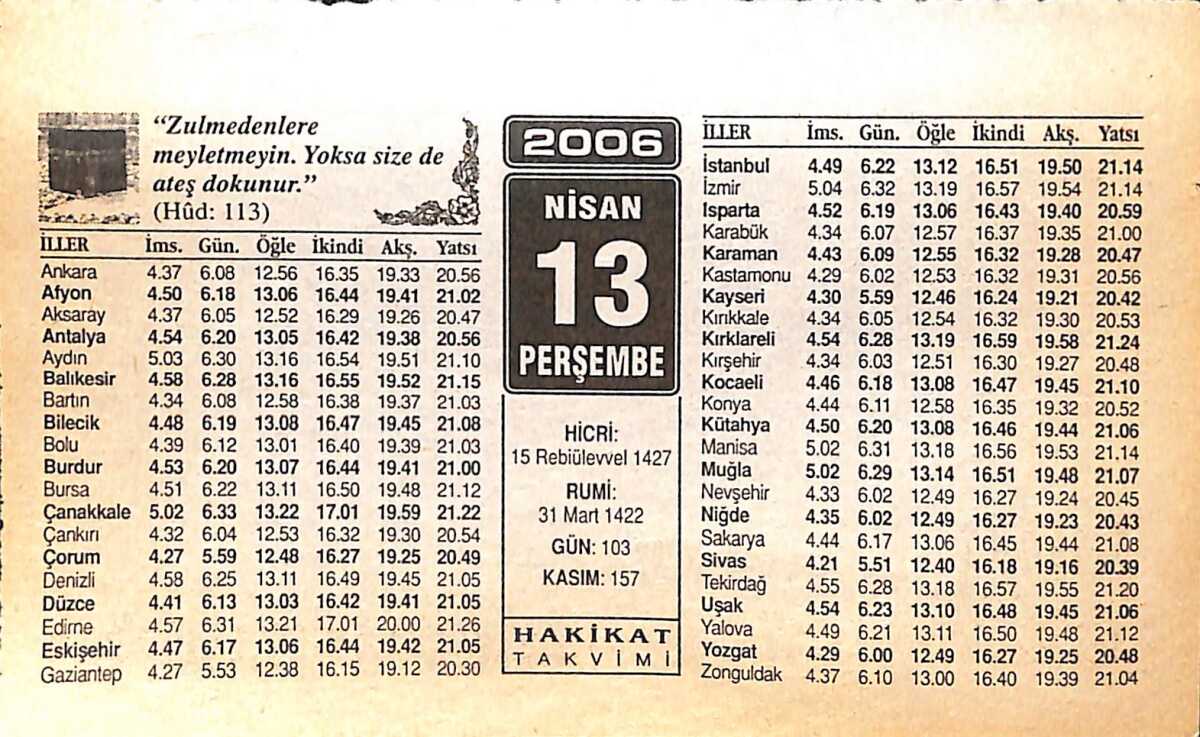 “Zulmedenlere
meyletmeyin. Yoksa size de
ateş dokunur.”
(Hûd: 113)
İLLER İms. Gün. Öğle İkindi Akş. Yatsı
Ankara 4.37 6.08 12.56 16.35 19.33 20.56
Afyon 4.50 6.18 13.06 16.44 19.41 21.02
Aksaray 4.37 6.05 12.52 16.29 19.26 20.47
Antalya 4.54 6.20 13.05 16.42 19.38 20.56
Aydın 5.03 6.30 13.16 16.54 19.51 21.10
Balıkesir 4.58 6.28 13.16 16.55 19.52 21.15
Bartın 4.34 6.08 12.58 16.38 19.37 21.03
Bilecik 4.48 6.19 13.08 16.47 19.45 21.08
Bolu 4.39 6.12 13.01 16.40 19.39 21.03
Burdur 4.53 6.20 13.07 16.44 19.41 21.00
Bursa 4.51 6.22 13.11 16.50 19.48 21.12
Çanakkale 5.02 6.33 13.22 17.01 19.59 21.22
Çankırı 4.32 6.04 12.53 16.32 19.30 20.54
Çorum 4.27 5.59 12.48 16.27 19.25 20.49
Denizli 4.58 6.25 13.11 16.49 19.45 21.05
Düzce 4.41 6.13 13.03 16.42 19.41 21.05
Edirne 4.57 6.31 13.21 17.01 20.00 21.26
Eskişehir 4.47 6.17 13.06 16.44 19.42 21.05
Gaziantep 4.27 5.53 12.38 16.15 19.12 20.30
2006
NİSAN
13
PERŞEMBE
HİCRİ:
15 Rebiülevvel 1427
RUMİ:
31 Mart 1422
GÜN: 103
KASIM: 157
HAKİKAT
TAKVİMİ
İLLER İms. Gün. Öğle İkindi Akş. Yatsı
İstanbul 4.49 6.22 13.12 16.51 19.50 21.14
İzmir 5.04 6.32 13.19 16.57 19.54 21.14
Isparta 4.52 6.19 13.06 16.43 19.40 20.59
Karabük 4.34 6.07 12.57 16.37 19.35 21.00
Karaman 4.43 6.09 12.55 16.32 19.28 20.47
Kastamonu 4.29 6.02 12.53 16.32 19.31 20.56
Kayseri 4.30 5.59 12.46 16.24 19.21 20.42
Kırıkkale 4.34 6.05 12.54 16.32 19.30 20.53
Kırklareli 4.54 6.28 13.19 16.59 19.58 21.24
Kırşehir 4.34 6.03 12.51 16.30 19.27 20.48
Kocaeli 4.46 6.18 13.08 16.47 19.45 21.10
Konya 4.44 6.11 12.58 16.35 19.32 20.52
Kütahya 4.50 6.20 13.08 16.46 19.44 21.06
Manisa 5.02 6.31 13.18 16.56 19.53 21.14
Muğla 5.02 6.29 13.14 16.51 19.48 21.07
Nevşehir 4.33 6.02 12.49 16.27 19.24 20.45
Niğde 4.35 6.02 12.49 16.27 19.23 20.43
Sakarya 4.44 6.17 13.06 16.45 19.44 21.08
Sivas 4.21 5.51 12.40 16.18 19.16 20.39
Tekirdağ 4.55 6.28 13.18 16.57 19.55 21.20
Uşak 4.54 6.23 13.10 16.48 19.45 21.06
Yalova 4.49 6.21 13.11 16.50 19.48 21.12
Yozgat 4.29 6.00 12.49 16.27 19.25 20.48
Zonguldak 4.37 6.10 13.00 16.40 19.39 21.04